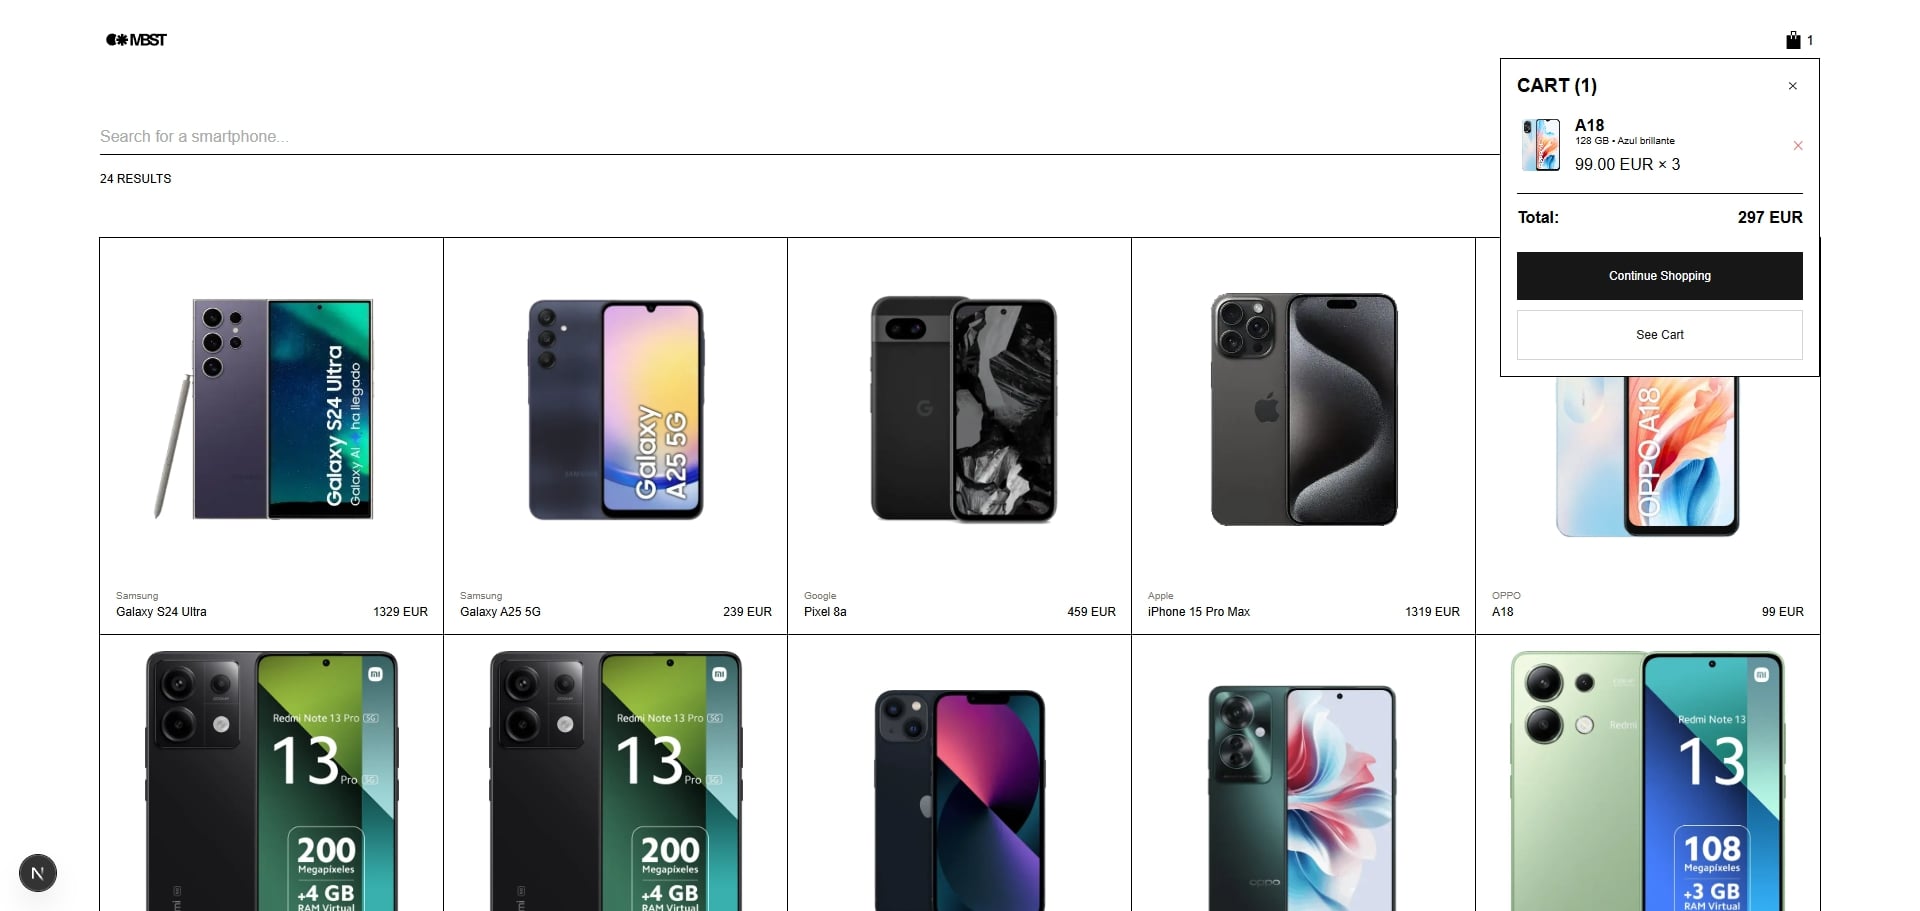 MBST
1
CART (1)
A18
128 GB • Azul brillante
99.00 EUR × 3
Total: 297 EUR
Continue Shopping
See Cart
Search for a smartphone...
24 RESULTS
Galaxy S24 Ultra
Galaxy AI ha llegado
Galaxy
A25 5G
OPPO A18
Samsung
Galaxy S24 Ultra 1329 EUR
Samsung
Galaxy A25 5G 239 EUR
Google
Pixel 8a 459 EUR
Apple
iPhone 15 Pro Max 1319 EUR
OPPO
A18 99 EUR
Redmi Note 13 Pro 5G
13 Pro 5G
200
Megapíxeles
+4 GB
RAM Virtual
Redmi Note 13 Pro 5G
13 Pro 5G
200
Megapíxeles
+4 GB
RAM Virtual
oppo
Redmi
Redmi Note 13
13
108
Megapíxeles
+3 GB
RAM Virtual
N